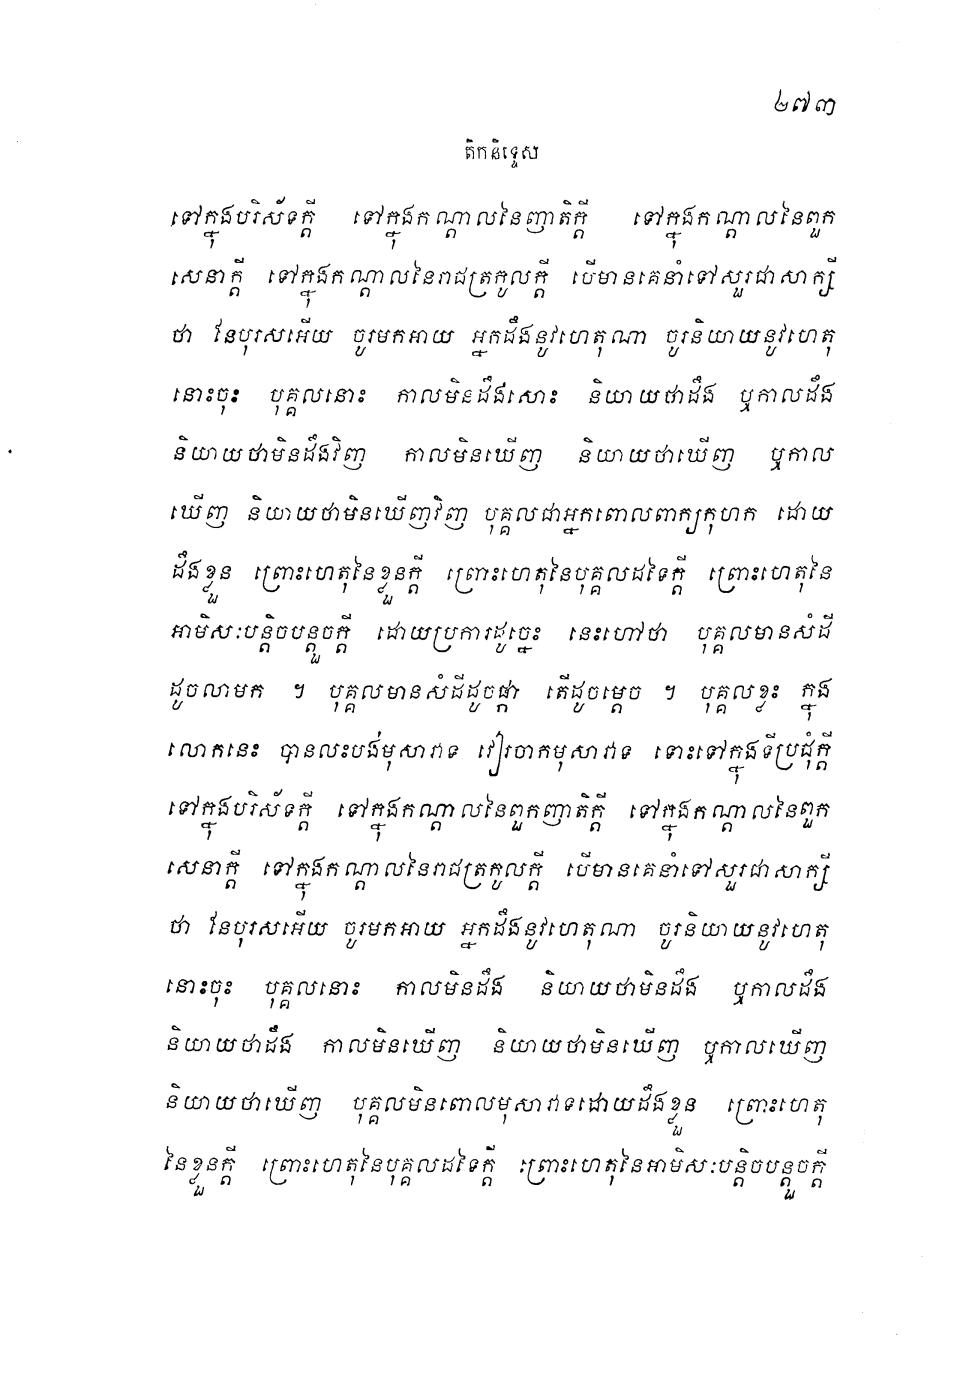 ២៧៣
តិកនិទ្ទេស
ទៅក្នុងបរិស័ទក្តី ទៅក្នុងកណ្តាលនៃញាតិក្តី ទៅក្នុងកណ្តាលនៃពួក
សេនាក្តី ទៅក្នុងកណ្តាលនៃរាជត្រកូលក្តី បើមានគេនាំទៅសួរជាសាក្សី
ថា នែបុរសអើយ ចូរមកអាយ អ្នកដឹងនូវហេតុណា ចូរនិយាយនូវហេតុ
នោះចុះ បុគ្គលនោះ កាលមិនដឹងសោះ និយាយថាដឹង ឬកាលដឹង
និយាយថាមិនដឹងវិញ កាលមិនឃើញ និយាយថាឃើញ ឬកាល
ឃើញ និយាយថាមិនឃើញវិញ បុគ្គលជាអ្នកពោលពាក្យកុហក ដោយ
ដឹងខ្លួន ព្រោះហេតុនៃខ្លួនក្តី ព្រោះហេតុនៃបុគ្គលដទៃក្តី ព្រោះហេតុនៃ
អាមិសៈបន្តិចបន្តួចក្តី ដោយប្រការដូច្នេះ នេះហៅថា បុគ្គលមានសំដី
ដូចលាមក ។ បុគ្គលមានសំដីដូចផ្កា តើដូចម្តេច ។ បុគ្គលខ្លះ ក្នុង
លោកនេះ បានលះបង់មុសាវាទ វៀរចាកមុសាវាទ ទោះទៅក្នុងទីប្រជុំក្តី
ទៅក្នុងបរិស័ទក្តី ទៅក្នុងកណ្តាលនៃពួកញាតិក្តី ទៅក្នុងកណ្តាលនៃពួក
សេនាក្តី ទៅក្នុងកណ្តាលនៃរាជត្រកូលក្តី បើមានគេនាំទៅសួរជាសាក្សី
ថា នែបុរសអើយ ចូរមកអាយ អ្នកដឹងនូវហេតុណា ចូរនិយាយនូវហេតុ
នោះចុះ បុគ្គលនោះ កាលមិនដឹង និយាយថាមិនដឹង ឬកាលដឹង
និយាយថាដឹង កាលមិនឃើញ និយាយថាមិនឃើញ ឬកាលឃើញ
និយាយថាឃើញ បុគ្គលមិនពោលមុសាវាទដោយដឹងខ្លួន ព្រោះហេតុ
នៃខ្លួនក្តី ព្រោះហេតុនៃបុគ្គលដទៃក្តី ព្រោះហេតុនៃអាមិសៈបន្តិចបន្តួចក្តី